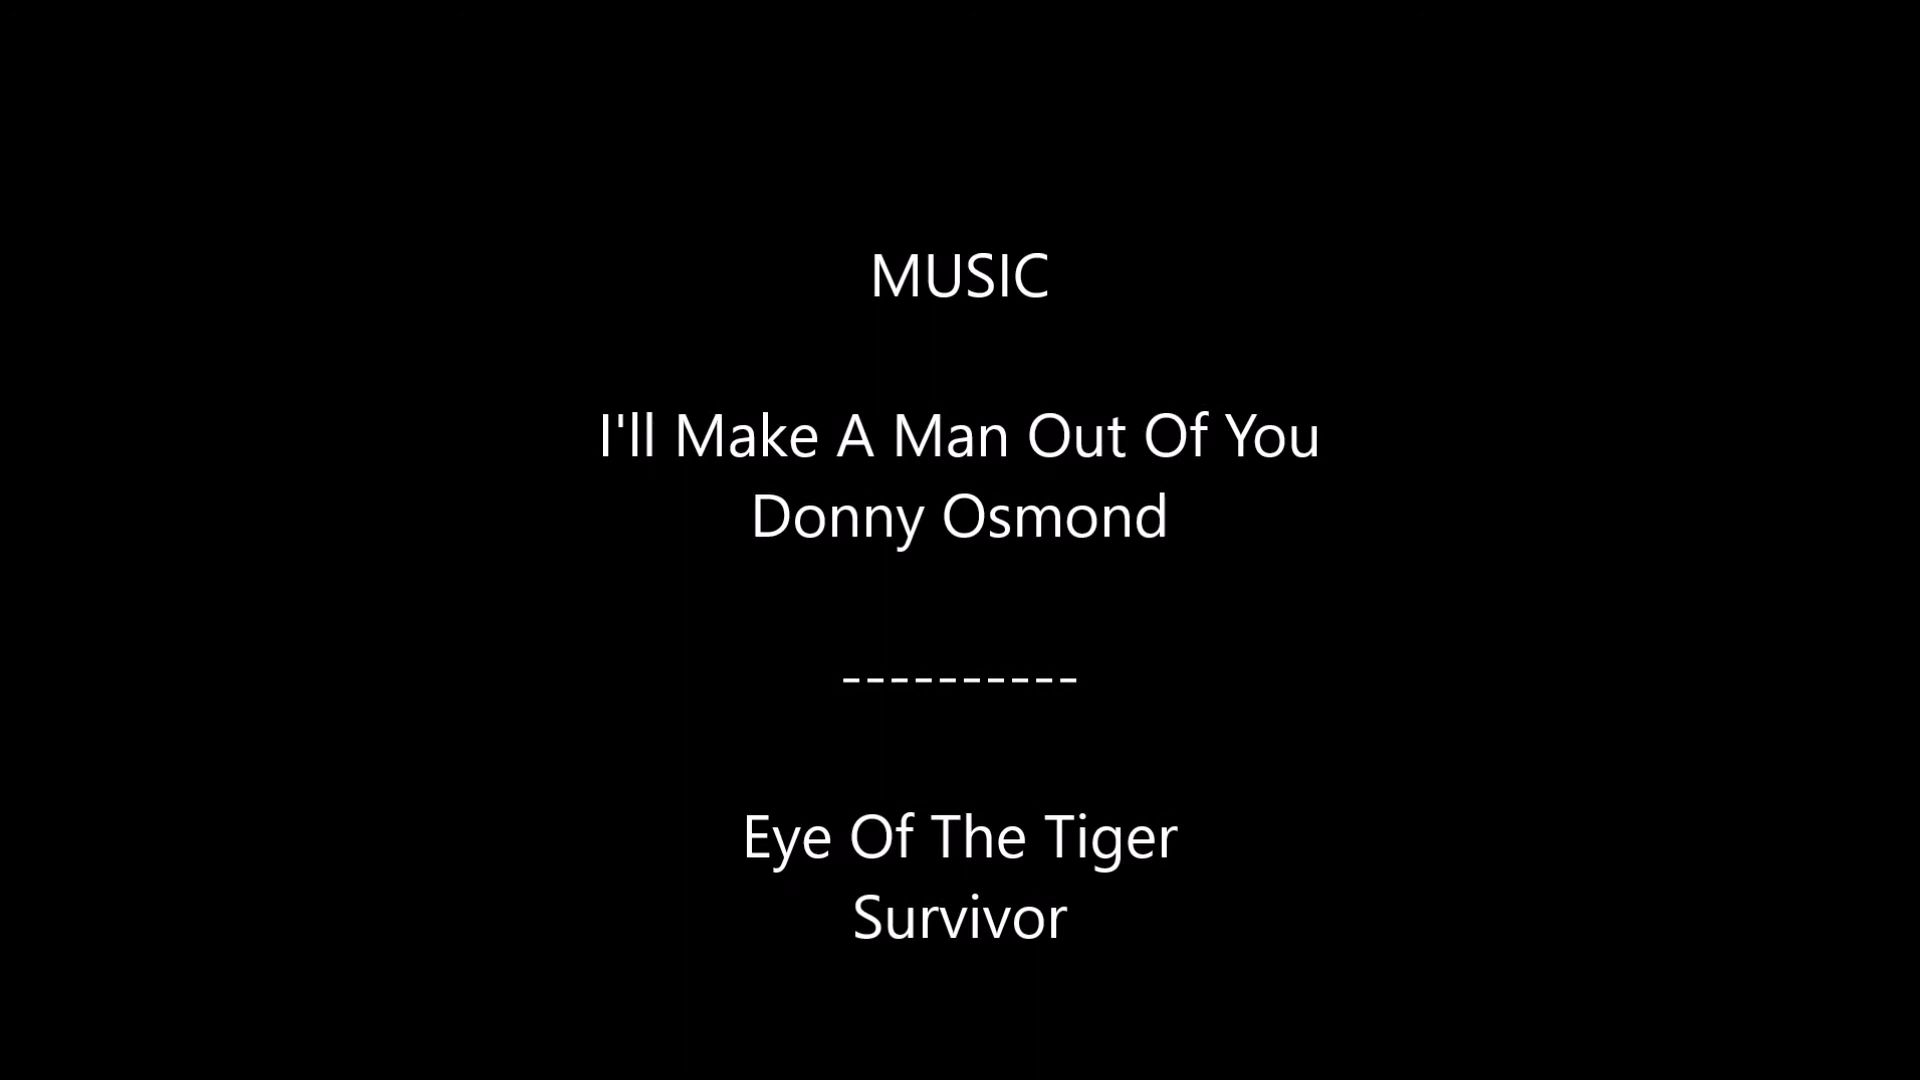 MUSIC
I'll Make A Man Out Of You
Donny Osmond
----------
Eye Of The Tiger
Survivor